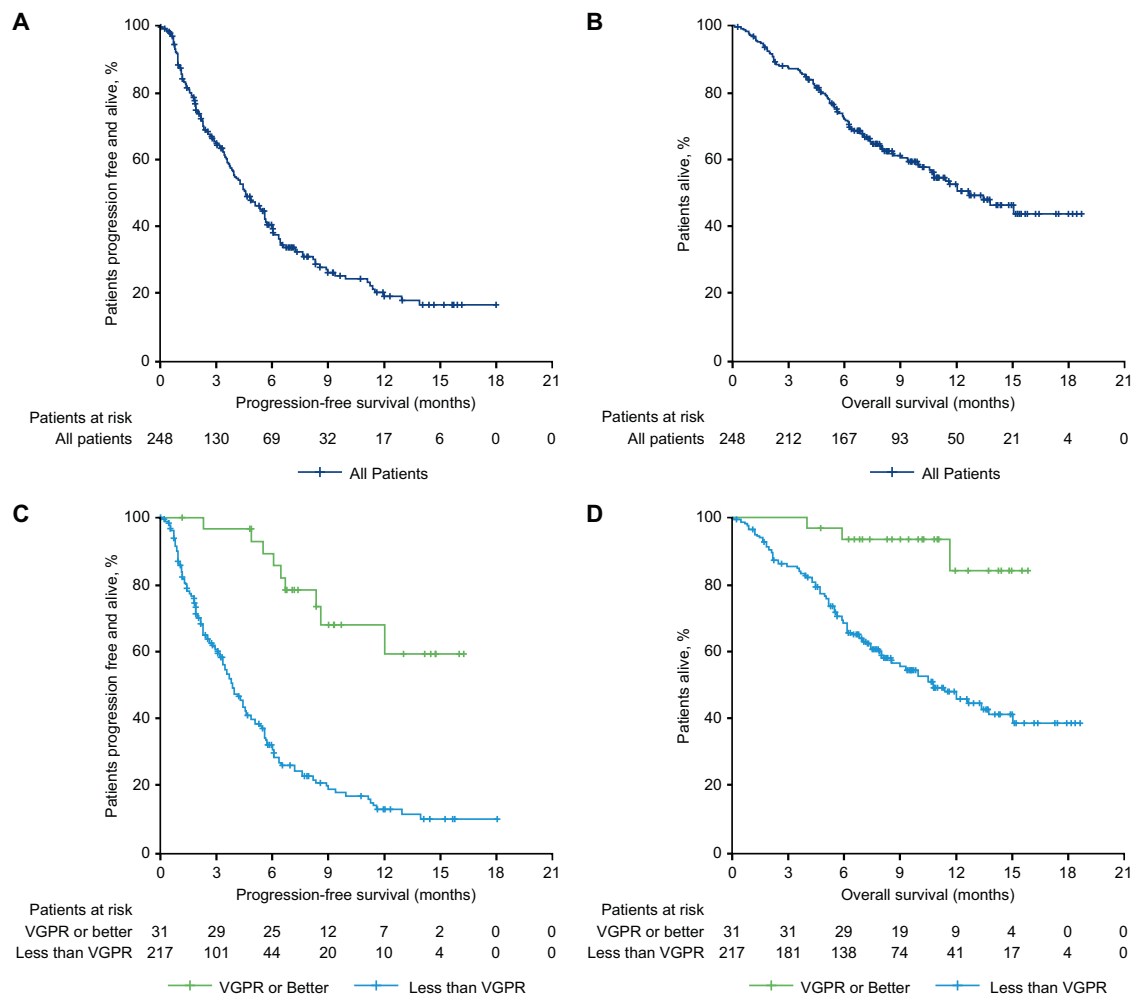 A
Patients progression free and alive, %
100
80
60
40
20
0
0 3 6 9 12 15 18 21
Progression-free survival (months)
Patients at risk
All patients 248 130 69 32 17 6 0 0
All Patients
B
Patients alive, %
100
80
60
40
20
0
0 3 6 9 12 15 18 21
Overall survival (months)
Patients at risk
All patients 248 212 167 93 50 21 4 0
All Patients
C
Patients progression free and alive, %
100
80
60
40
20
0
0 3 6 9 12 15 18 21
Progression-free survival (months)
Patients at risk
VGPR or better 31 29 25 12 7 2 0 0
Less than VGPR 217 101 44 20 10 4 0 0
VGPR or Better Less than VGPR
D
Patients alive, %
100
80
60
40
20
0
0 3 6 9 12 15 18 21
Overall survival (months)
Patients at risk
VGPR or better 31 31 29 19 9 4 0 0
Less than VGPR 217 181 138 74 41 17 4 0
VGPR or Better Less than VGPR